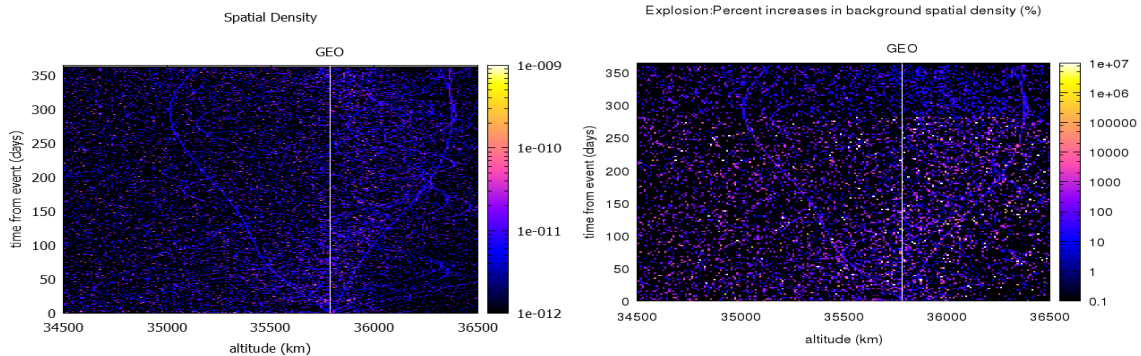 Spatial Density
GEO
time from event (days)
350
300
250
200
150
100
50
0
34500 35000 35500 36000 36500
altitude (km)
1e-009
1e-010
1e-011
1e-012
Explosion:Percent increases in background spatial density (%)
GEO
time from event (days)
350
300
250
200
150
100
50
0
34500 35000 35500 36000 36500
altitude (km)
1e+07
1e+06
100000
10000
1000
100
10
1
0.1